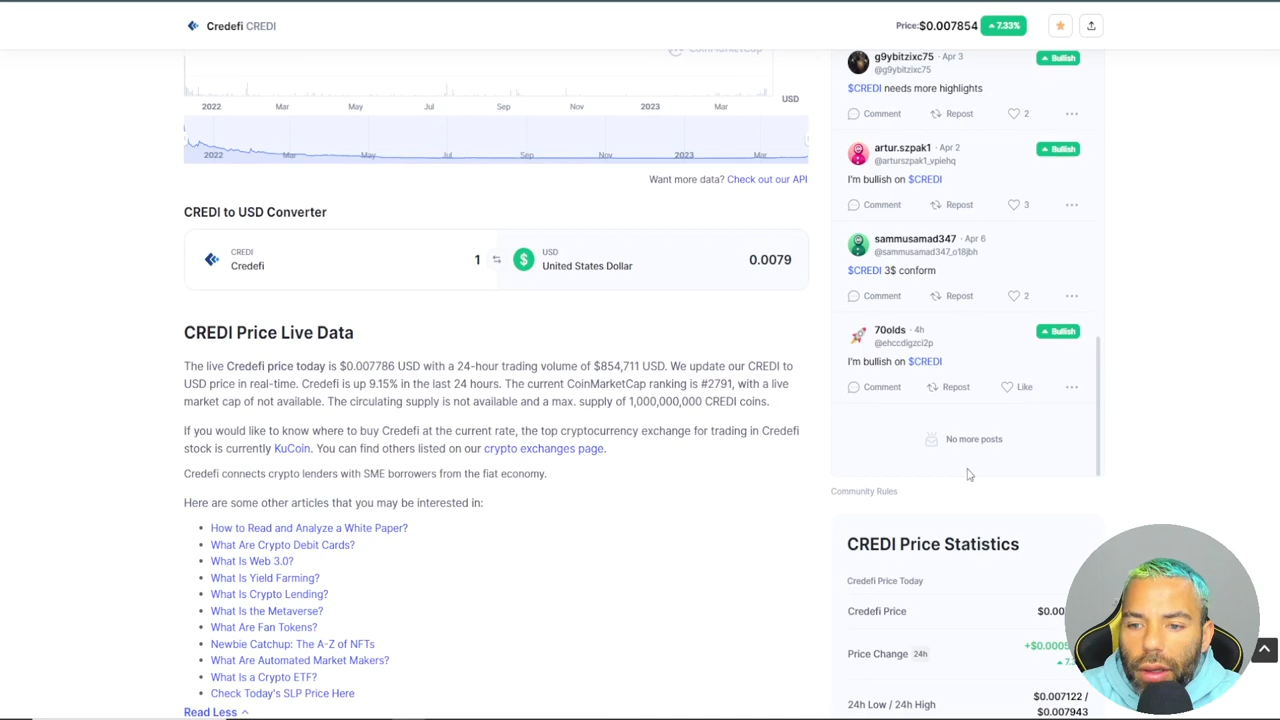 Credefi CREDI
Price:$0.007854 7.33%
CoinMarketCap
2022 Mar May Jul Sep Nov 2023 Mar
USD
2022 Mar May Jul Sep Nov 2023 Mar
Want more data? Check out our API
CREDI to USD Converter
CREDI
Credefi
1
USD
United States Dollar
0.0079
CREDI Price Live Data
The live Credefi price today is $0.007786 USD with a 24-hour trading volume of $854,711 USD. We update our CREDI to
USD price in real-time. Credefi is up 9.15% in the last 24 hours. The current CoinMarketCap ranking is #2791, with a live
market cap of not available. The circulating supply is not available and a max. supply of 1,000,000,000 CREDI coins.
If you would like to know where to buy Credefi at the current rate, the top cryptocurrency exchange for trading in Credefi
stock is currently KuCoin. You can find others listed on our crypto exchanges page.
Credefi connects crypto lenders with SME borrowers from the fiat economy.
Here are some other articles that you may be interested in:
How to Read and Analyze a White Paper?
What Are Crypto Debit Cards?
What Is Web 3.0?
What Is Yield Farming?
What Is Crypto Lending?
What Is the Metaverse?
What Are Fan Tokens?
Newbie Catchup: The A-Z of NFTs
What Are Automated Market Makers?
What Is a Crypto ETF?
Check Today's SLP Price Here
Read Less
g9ybitzixc75 · Apr 3 Bullish
@g9ybitzixc75
$CREDI needs more highlights
Comment Repost 2
artur.szpak1 · Apr 2 Bullish
@arturszpak1_vpiehq
I'm bullish on $CREDI
Comment Repost 3
sammusamad347 · Apr 6
@sammusamad347_o18jbh
$CREDI 3$ conform
Comment Repost 2
70olds · 4h Bullish
@ehccdigzci2p
I'm bullish on $CREDI
Comment Repost Like
No more posts
Community Rules
CREDI Price Statistics
Credefi Price Today
Credefi Price $0.00
Price Change 24h +$0.000
24h Low / 24h High $0.007122 /
$0.007943